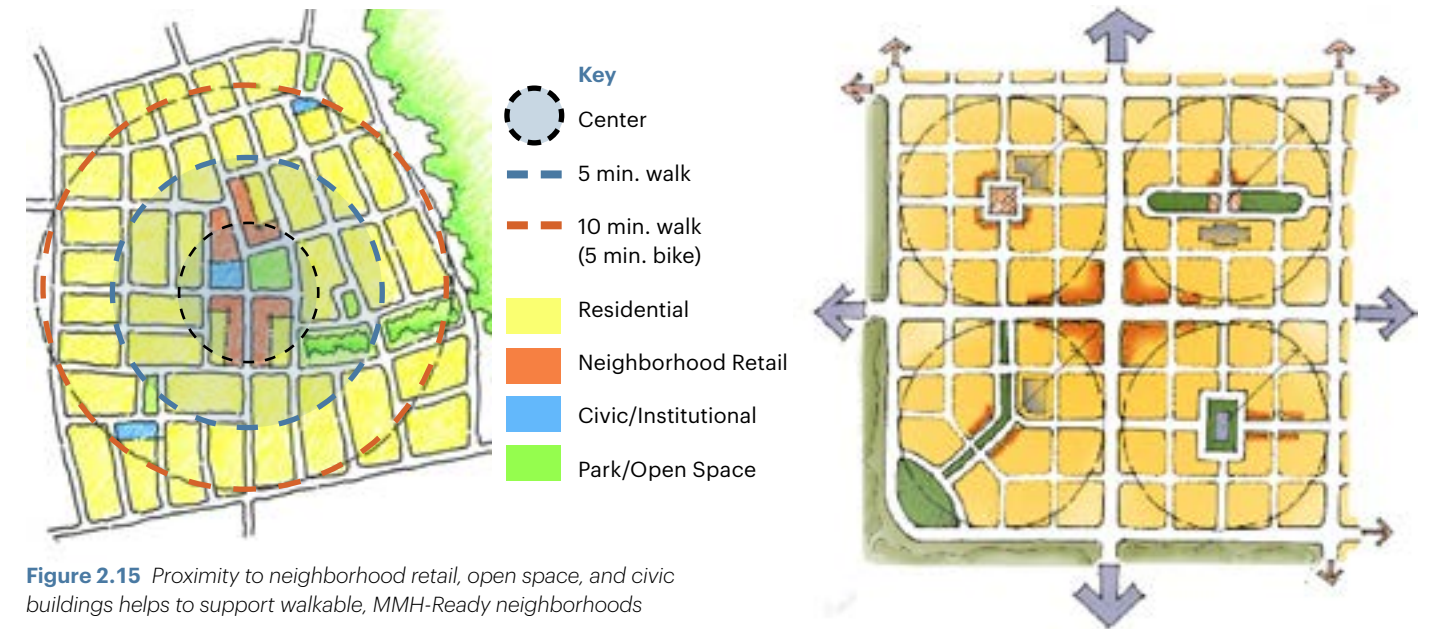 Key
Center
5 min. walk
10 min. walk
(5 min. bike)
Residential
Neighborhood Retail
Civic/Institutional
Park/Open Space
Figure 2.15 Proximity to neighborhood retail, open space, and civic
buildings helps to support walkable, MMH-Ready neighborhoods